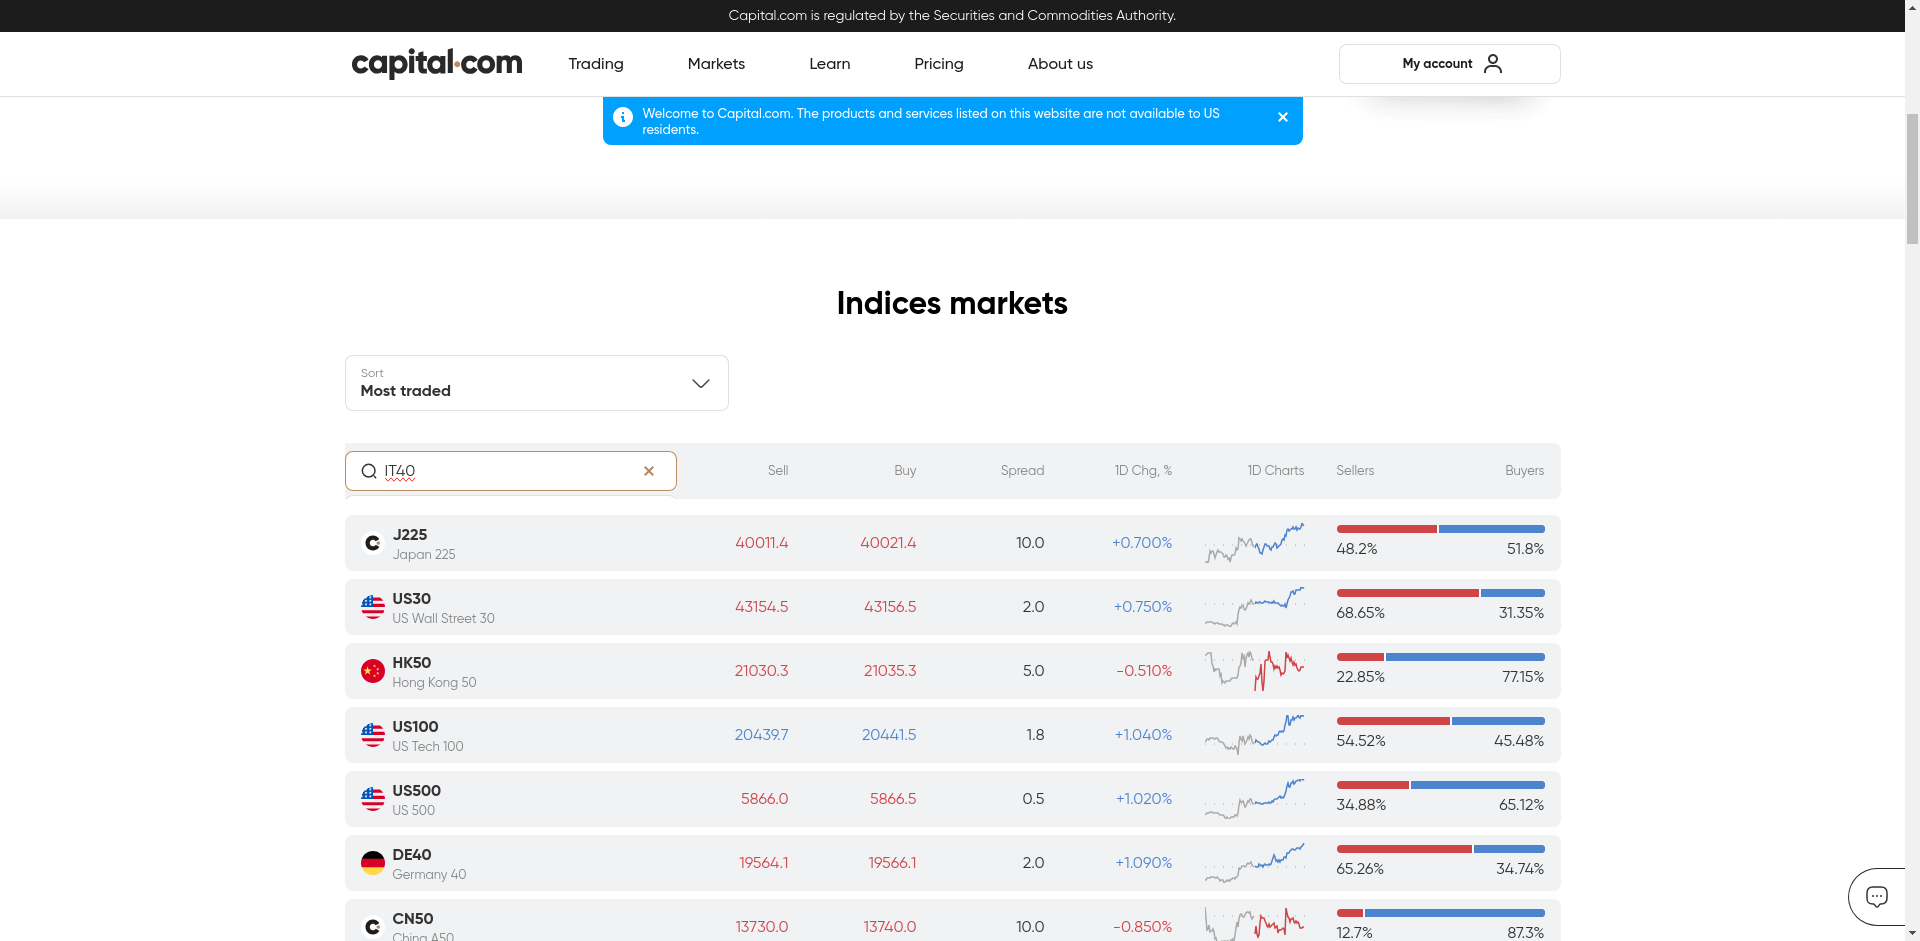 Capital.com is regulated by the Securities and Commodities Authority.
capital.com
Trading
Markets
Learn
Pricing
About us
My account
Welcome to Capital.com. The products and services listed on this website are not available to US
residents.
Indices markets
Sort
Most traded
IT40
Sell
Buy
Spread
1D Chg, %
1D Charts
Sellers
Buyers
J225
Japan 225
40011.4
40021.4
10.0
+0.700%
48.2%
51.8%
US30
US Wall Street 30
43154.5
43156.5
2.0
+0.750%
68.65%
31.35%
HK50
Hong Kong 50
21030.3
21035.3
5.0
-0.510%
22.85%
77.15%
US100
US Tech 100
20439.7
20441.5
1.8
+1.040%
54.52%
45.48%
US500
US 500
5866.0
5866.5
0.5
+1.020%
34.88%
65.12%
DE40
Germany 40
19564.1
19566.1
2.0
+1.090%
65.26%
34.74%
CN50
China A50
13730.0
13740.0
10.0
-0.850%
12.7%
87.3%